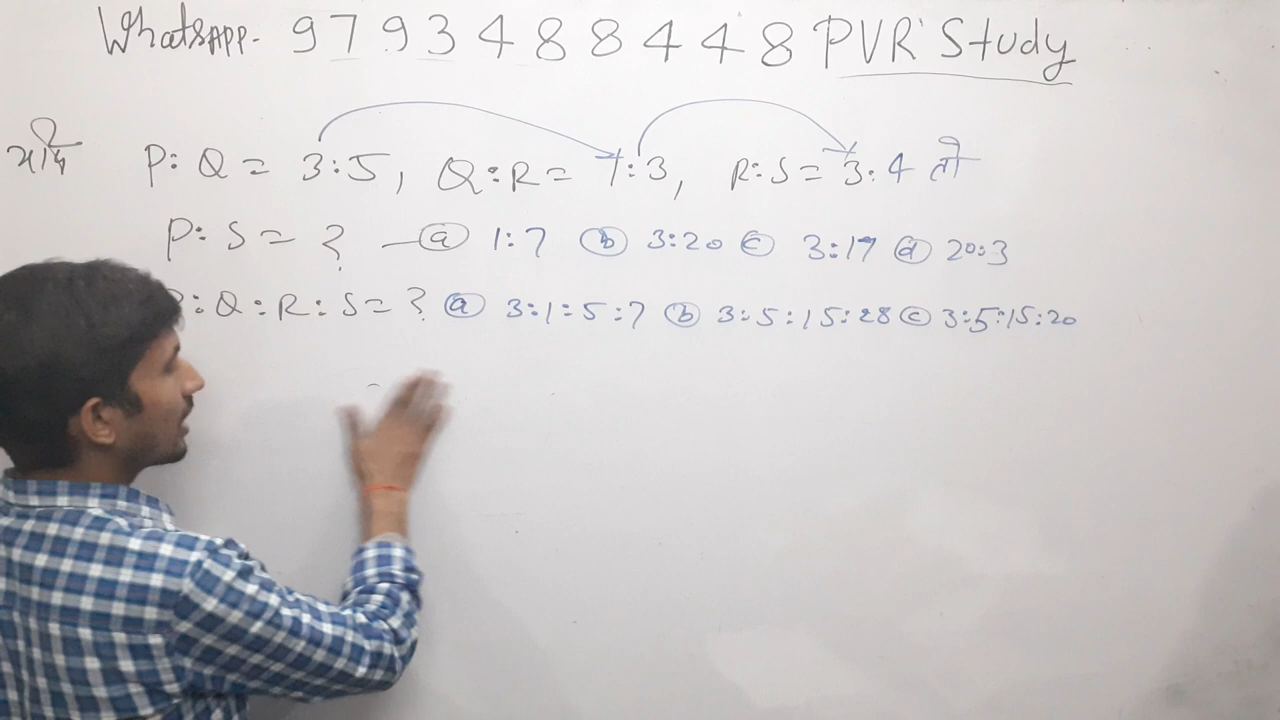 WhatsAPP- 9793488448 PVR Study
यदि P:Q = 3:5, Q:R = 1:3, R:S = 3:4 तो
P:S = ? — (a) 1:7 (b) 3:20 (c) 3:17 (d) 20:3
:Q:R:S = ? (a) 3:1:5:7 (b) 3:5:15:28 (c) 3:5:15:20